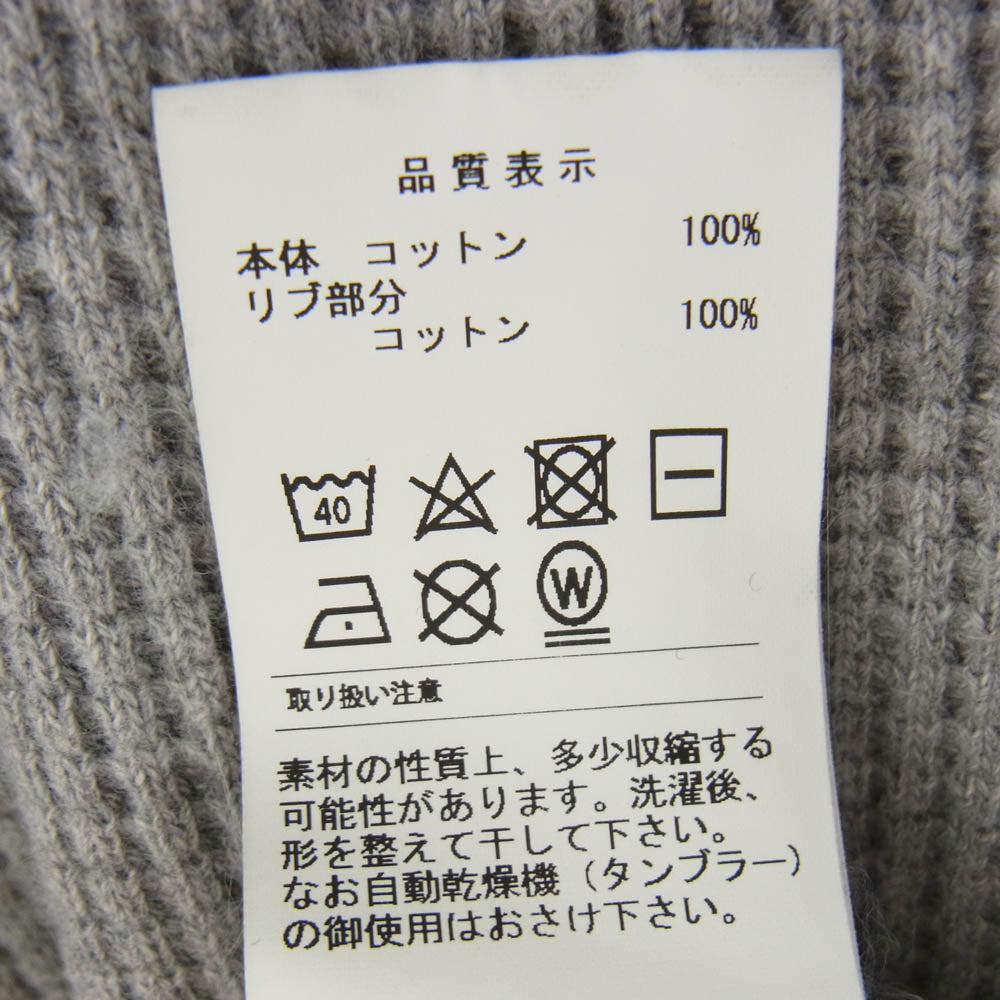 品質表示
本体 コットン 100%
リブ部分
コットン 100%
40
W
取り扱い注意
素材の性質上、多少収縮する
可能性があります。洗濯後、
形を整えて干して下さい。
なお自動乾燥機(タンブラー)
の御使用はおさけ下さい。